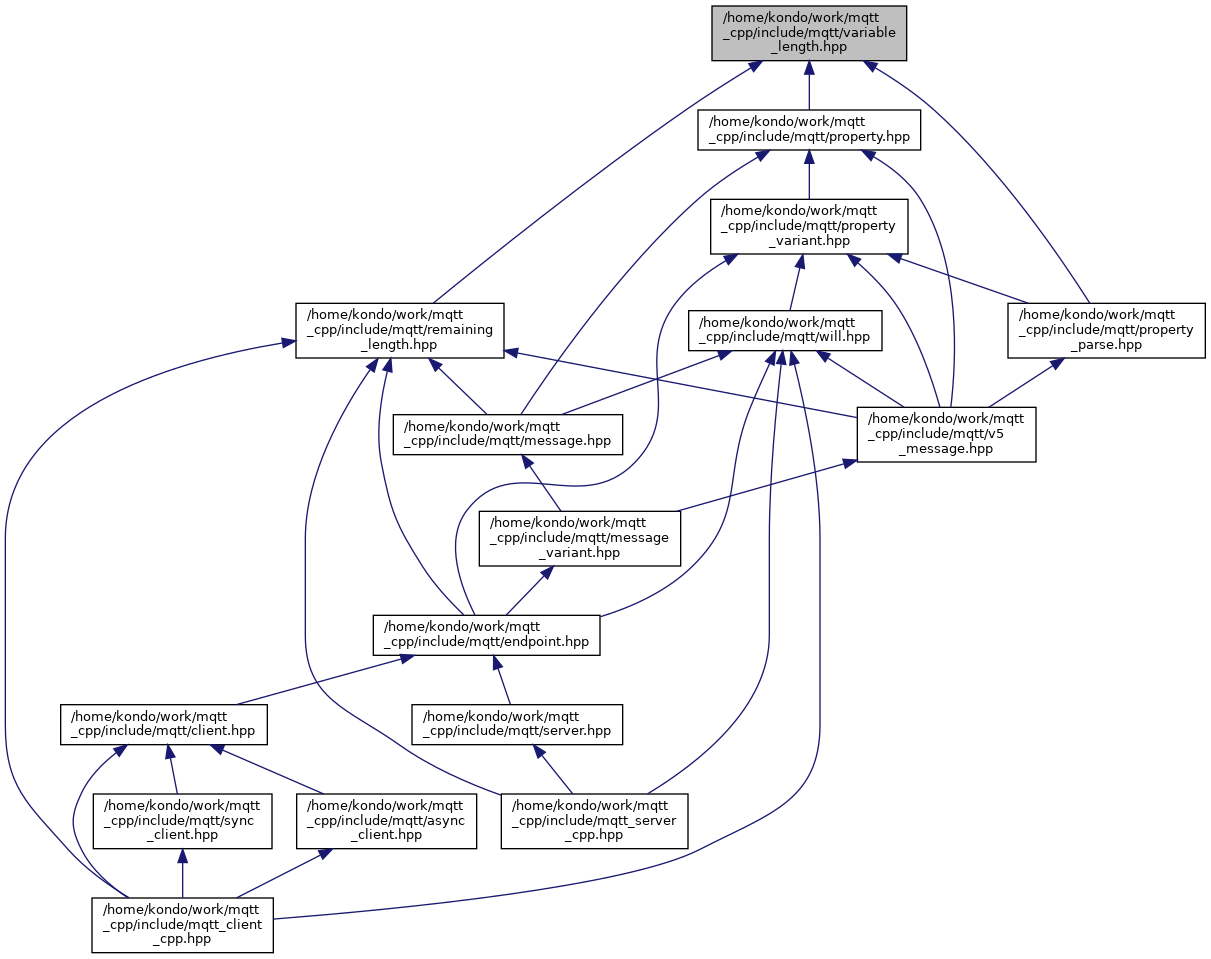 /home/kondo/work/mqtt
_cpp/include/mqtt/variable
_length.hpp
/home/kondo/work/mqtt
_cpp/include/mqtt/property.hpp
/home/kondo/work/mqtt
_cpp/include/mqtt/property
_variant.hpp
/home/kondo/work/mqtt
_cpp/include/mqtt/remaining
_length.hpp
/home/kondo/work/mqtt
_cpp/include/mqtt/will.hpp
/home/kondo/work/mqtt
_cpp/include/mqtt/property
_parse.hpp
/home/kondo/work/mqtt
_cpp/include/mqtt/message.hpp
/home/kondo/work/mqtt
_cpp/include/mqtt/v5
_message.hpp
/home/kondo/work/mqtt
_cpp/include/mqtt/message
_variant.hpp
/home/kondo/work/mqtt
_cpp/include/mqtt/endpoint.hpp
/home/kondo/work/mqtt
_cpp/include/mqtt/client.hpp
/home/kondo/work/mqtt
_cpp/include/mqtt/server.hpp
/home/kondo/work/mqtt
_cpp/include/mqtt/sync
_client.hpp
/home/kondo/work/mqtt
_cpp/include/mqtt/async
_client.hpp
/home/kondo/work/mqtt
_cpp/include/mqtt_server
_cpp.hpp
/home/kondo/work/mqtt
_cpp/include/mqtt_client
_cpp.hpp